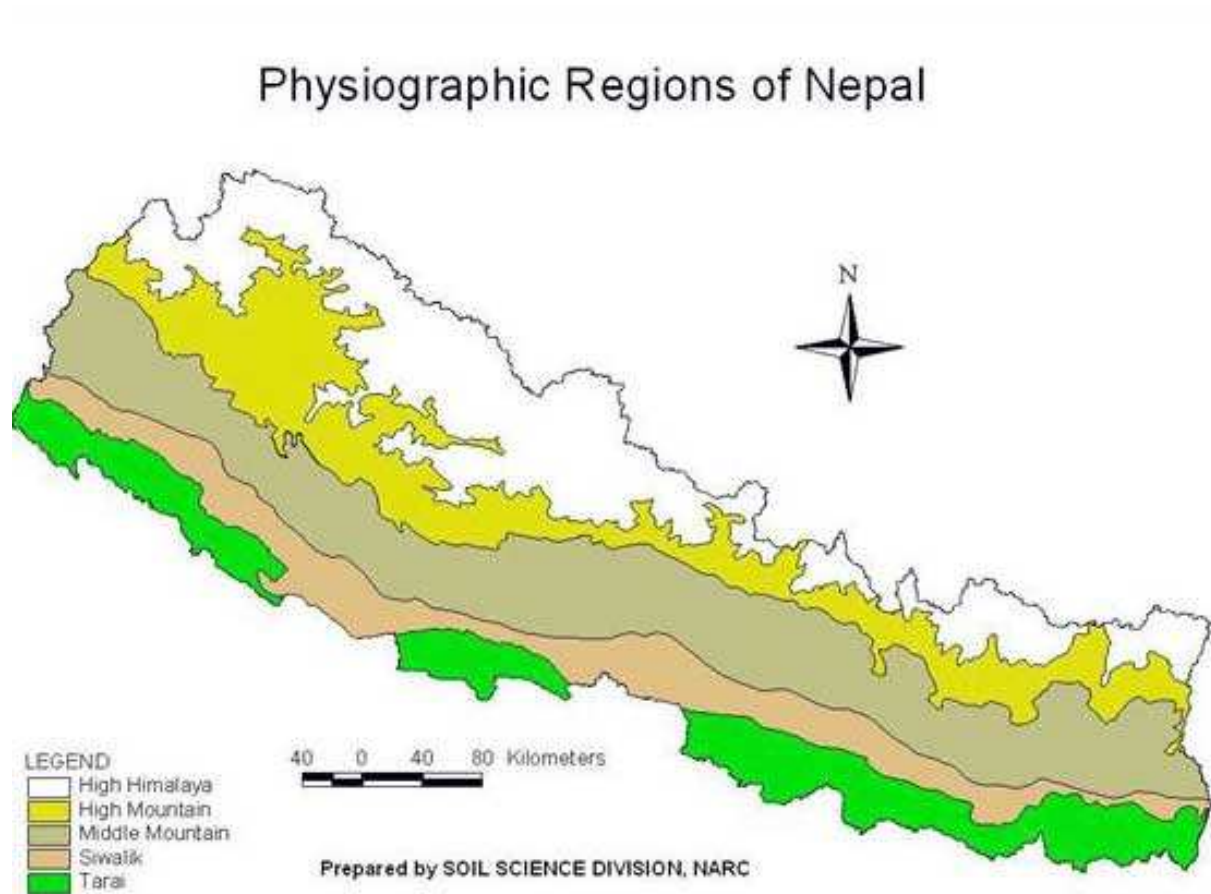 Physiographic Regions of Nepal
N
LEGEND
High Himalaya
High Mountain
Middle Mountain
Siwalik
Tarai
40 0 40 80 Kilometers
Prepared by SOIL SCIENCE DIVISION, NARC